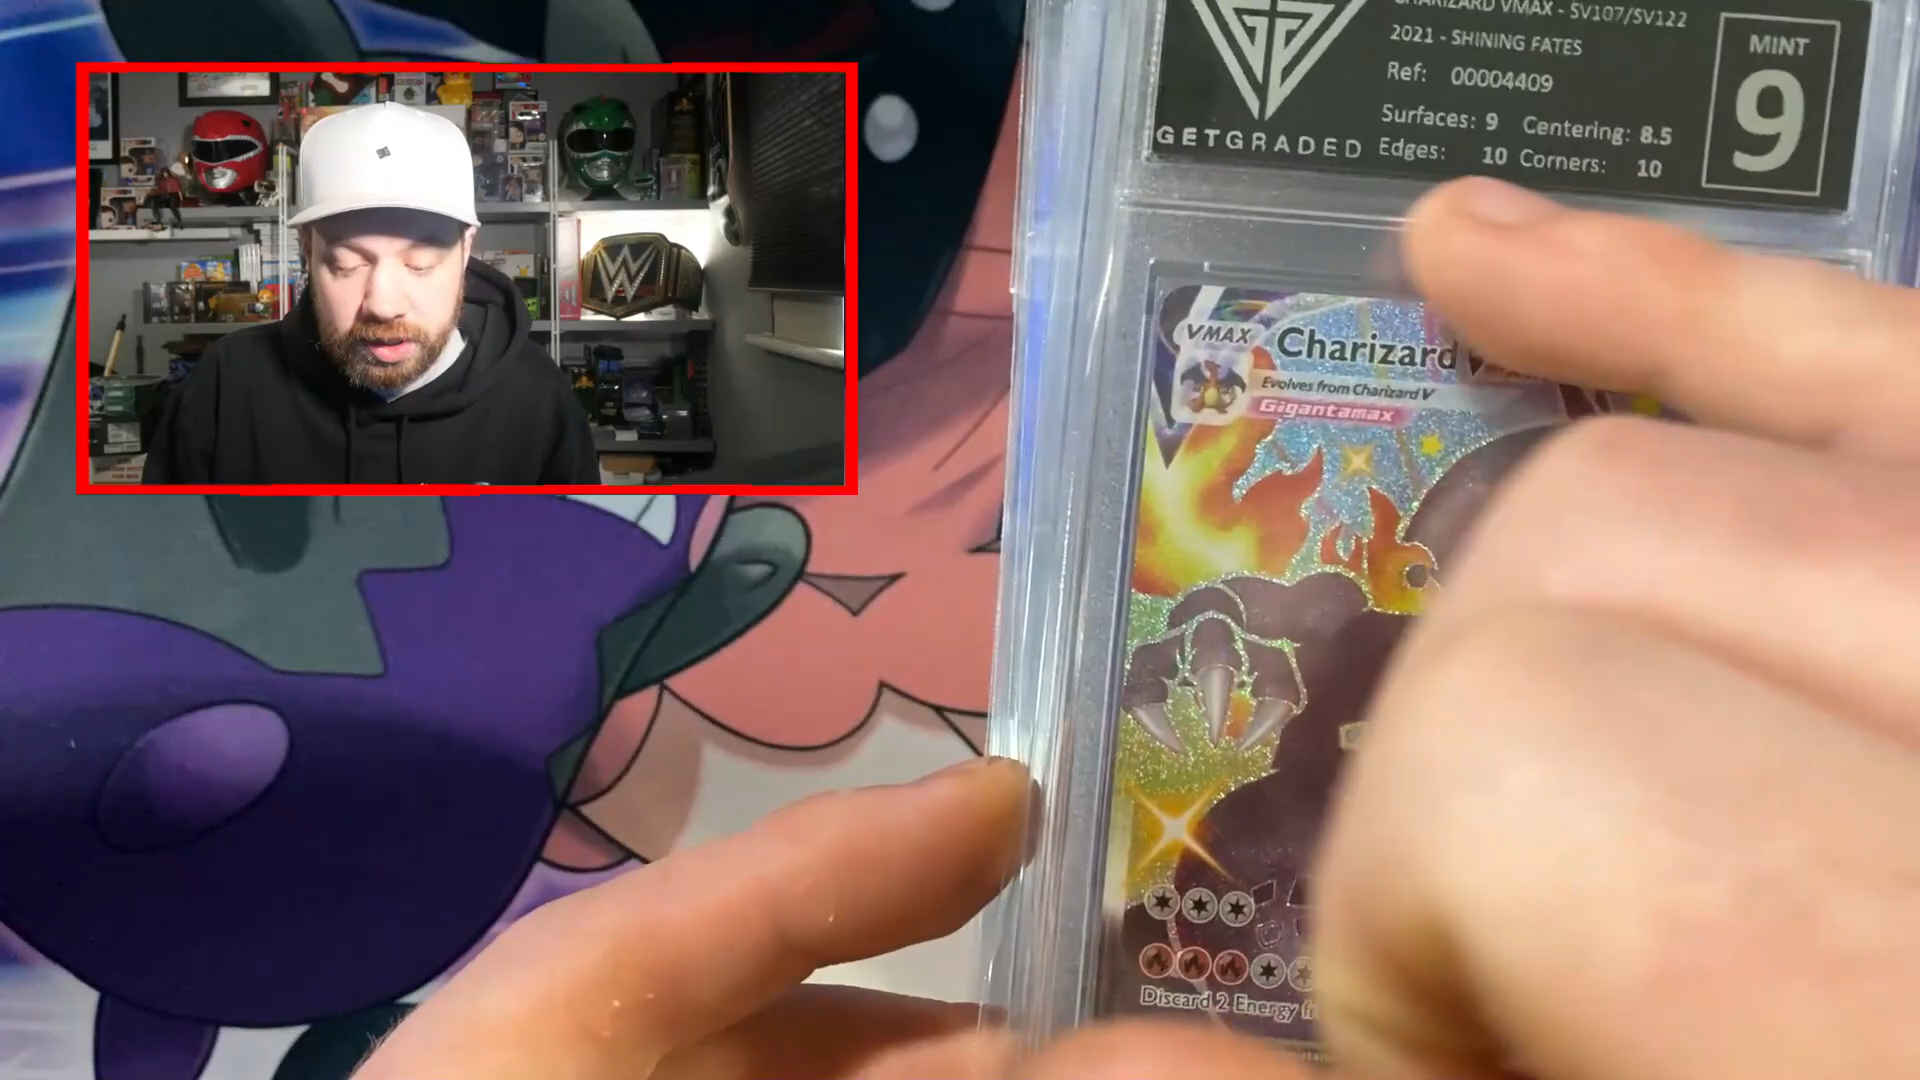 CHARIZARD VMAX - SV107/SV122
2021 - SHINING FATES
Ref: 00004409
Surfaces: 9 Centering: 8.5
Edges: 10 Corners: 10
MINT
9
GETGRADED
VMAX Charizard
Evolves from Charizard V
Gigantamax
Discard 2 Energy
W